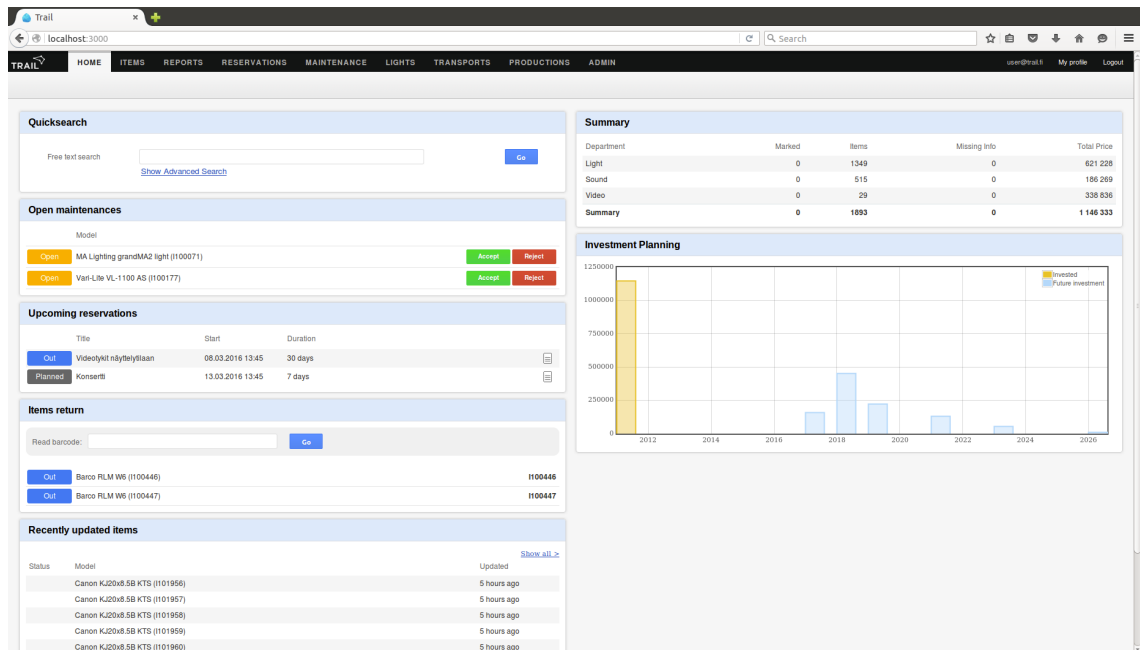 Trail
localhost:3000
Search
TRAIL HOME ITEMS REPORTS RESERVATIONS MAINTENANCE LIGHTS TRANSPORTS PRODUCTIONS ADMIN user@trail.fi My profile Logout
Quicksearch
Free text search Go
Show Advanced Search
Open maintenances
Model
Open MA Lighting grandMA2 light (I100071) Accept Reject
Open Vari-Lite VL-1100 AS (I100177) Accept Reject
Upcoming reservations
Title Start Duration
Out Videotykit näyttelytilaan 08.03.2016 13:45 30 days
Planned Konsertti 13.03.2016 13:45 7 days
Items return
Read barcode: Go
Out Barco RLM W6 (I100446) I100446
Out Barco RLM W6 (I100447) I100447
Recently updated items
Show all >
Status Model Updated
Canon KJ20x8.5B KTS (I101956) 5 hours ago
Canon KJ20x8.5B KTS (I101957) 5 hours ago
Canon KJ20x8.5B KTS (I101958) 5 hours ago
Canon KJ20x8.5B KTS (I101959) 5 hours ago
Canon KJ20x8.5B KTS (I101960) 5 hours ago
Summary
Department Marked Items Missing Info Total Price
Light 0 1349 0 621 228
Sound 0 515 0 186 269
Video 0 29 0 338 836
Summary 0 1893 0 1 146 333
Investment Planning
1250000
1000000
750000
500000
250000
0
Invested
Future investment
2012 2014 2016 2018 2020 2022 2024 2026